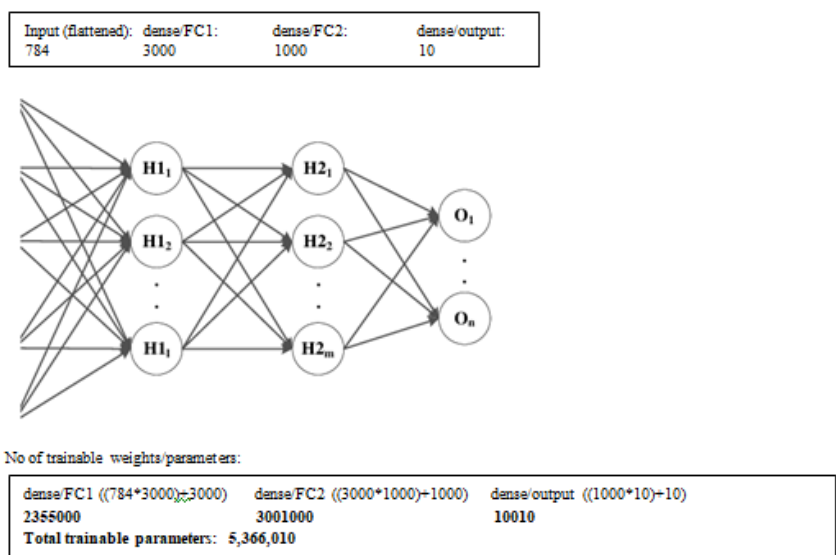 Input (flattened): dense/FC1: dense/FC2: dense/output:
784 3000 1000 10
H1₁ H2₁
O₁
H1₂ H2₂
Oₙ
H1ₗ H2ₘ
No of trainable weights/parameters:
dense/FC1 ((784*3000)+3000) dense/FC2 ((3000*1000)+1000) dense/output ((1000*10)+10)
2355000 3001000 10010
Total trainable parameters: 5,366,010